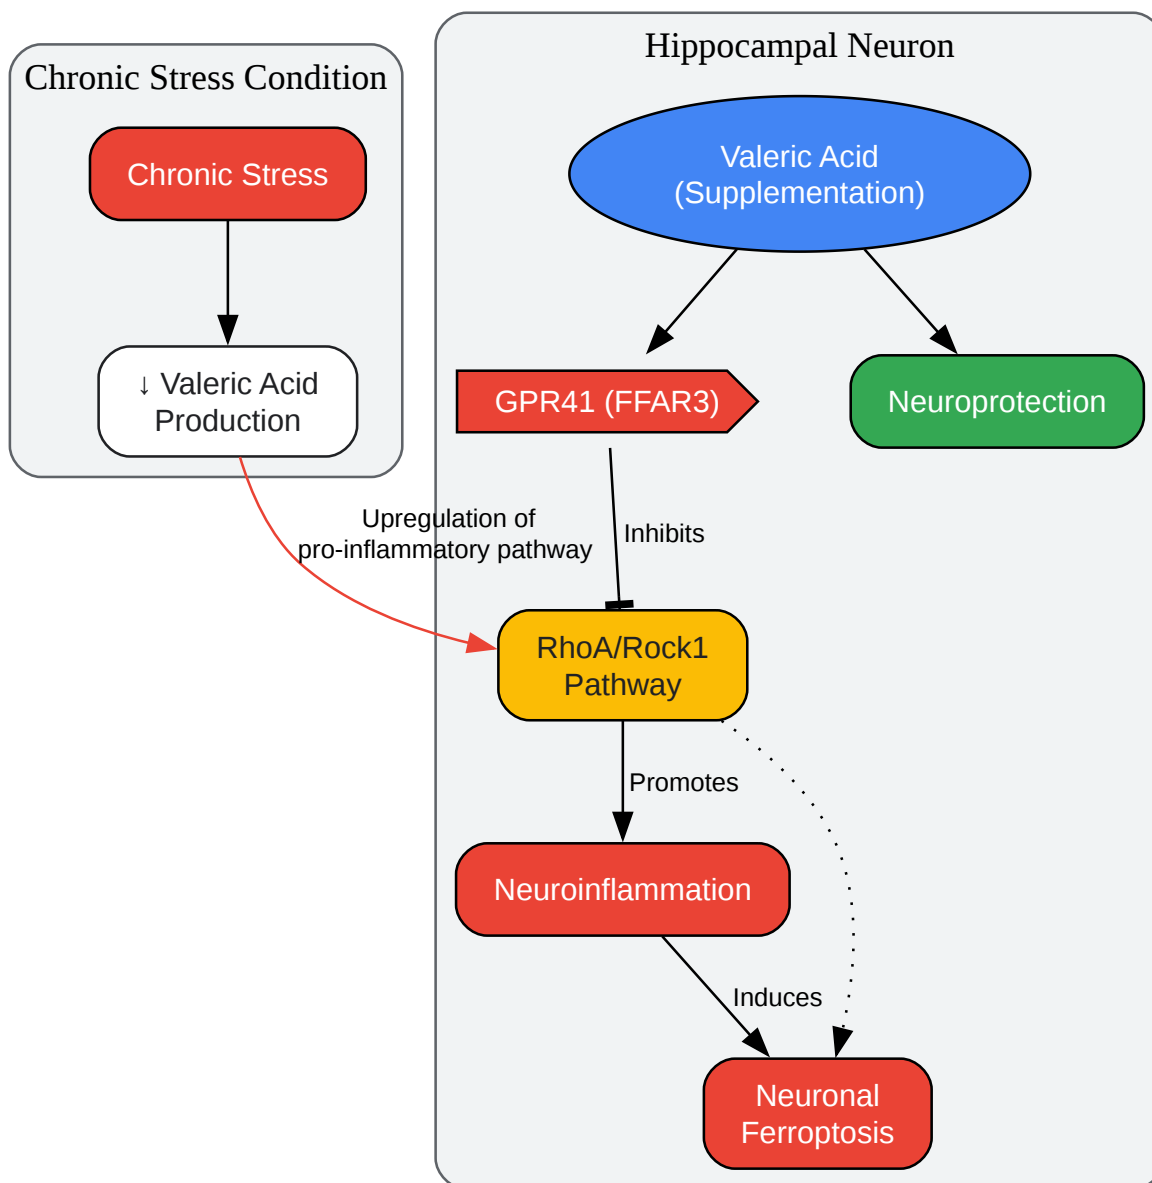 Chronic Stress Condition
Chronic Stress
↓ Valeric Acid
Production
Hippocampal Neuron
Valeric Acid
(Supplementation)
GPR41 (FFAR3)
Neuroprotection
Upregulation of
pro-inflammatory pathway
Inhibits
RhoA/Rock1
Pathway
Promotes
Neuroinflammation
Induces
Neuronal
Ferroptosis